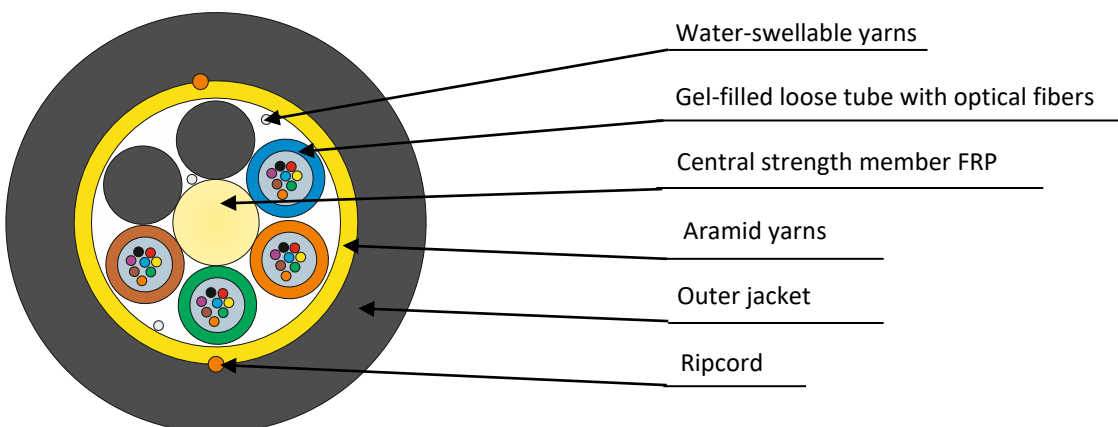 Water-swellable yarns
Gel-filled loose tube with optical fibers
Central strength member FRP
Aramid yarns
Outer jacket
Ripcord